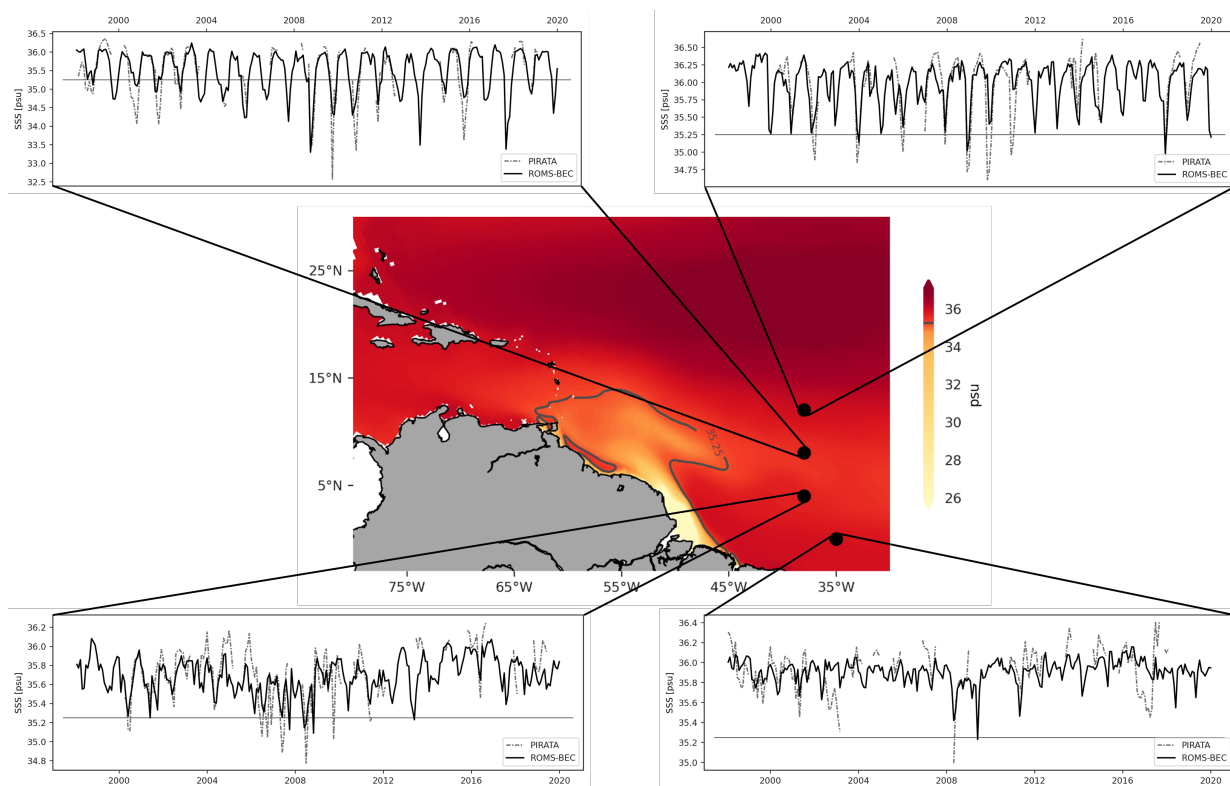 2000 2004 2008 2012 2016 2020
36.5
36.0
35.5
35.0
34.5
34.0
33.5
33.0
32.5
SSS [psu]
PIRATA
ROMS-BEC
2000 2004 2008 2012 2016 2020
36.50
36.25
36.00
35.75
35.50
35.25
35.00
34.75
SSS [psu]
PIRATA
ROMS-BEC
25°N
15°N
5°N
75°W 65°W 55°W 45°W 35°W
35.25
36
34
32
30
28
26
psu
36.2
36.0
35.8
35.6
35.4
35.2
35.0
34.8
SSS [psu]
PIRATA
ROMS-BEC
2000 2004 2008 2012 2016 2020
36.4
36.2
36.0
35.8
35.6
35.4
35.2
35.0
SSS [psu]
PIRATA
ROMS-BEC
2000 2004 2008 2012 2016 2020